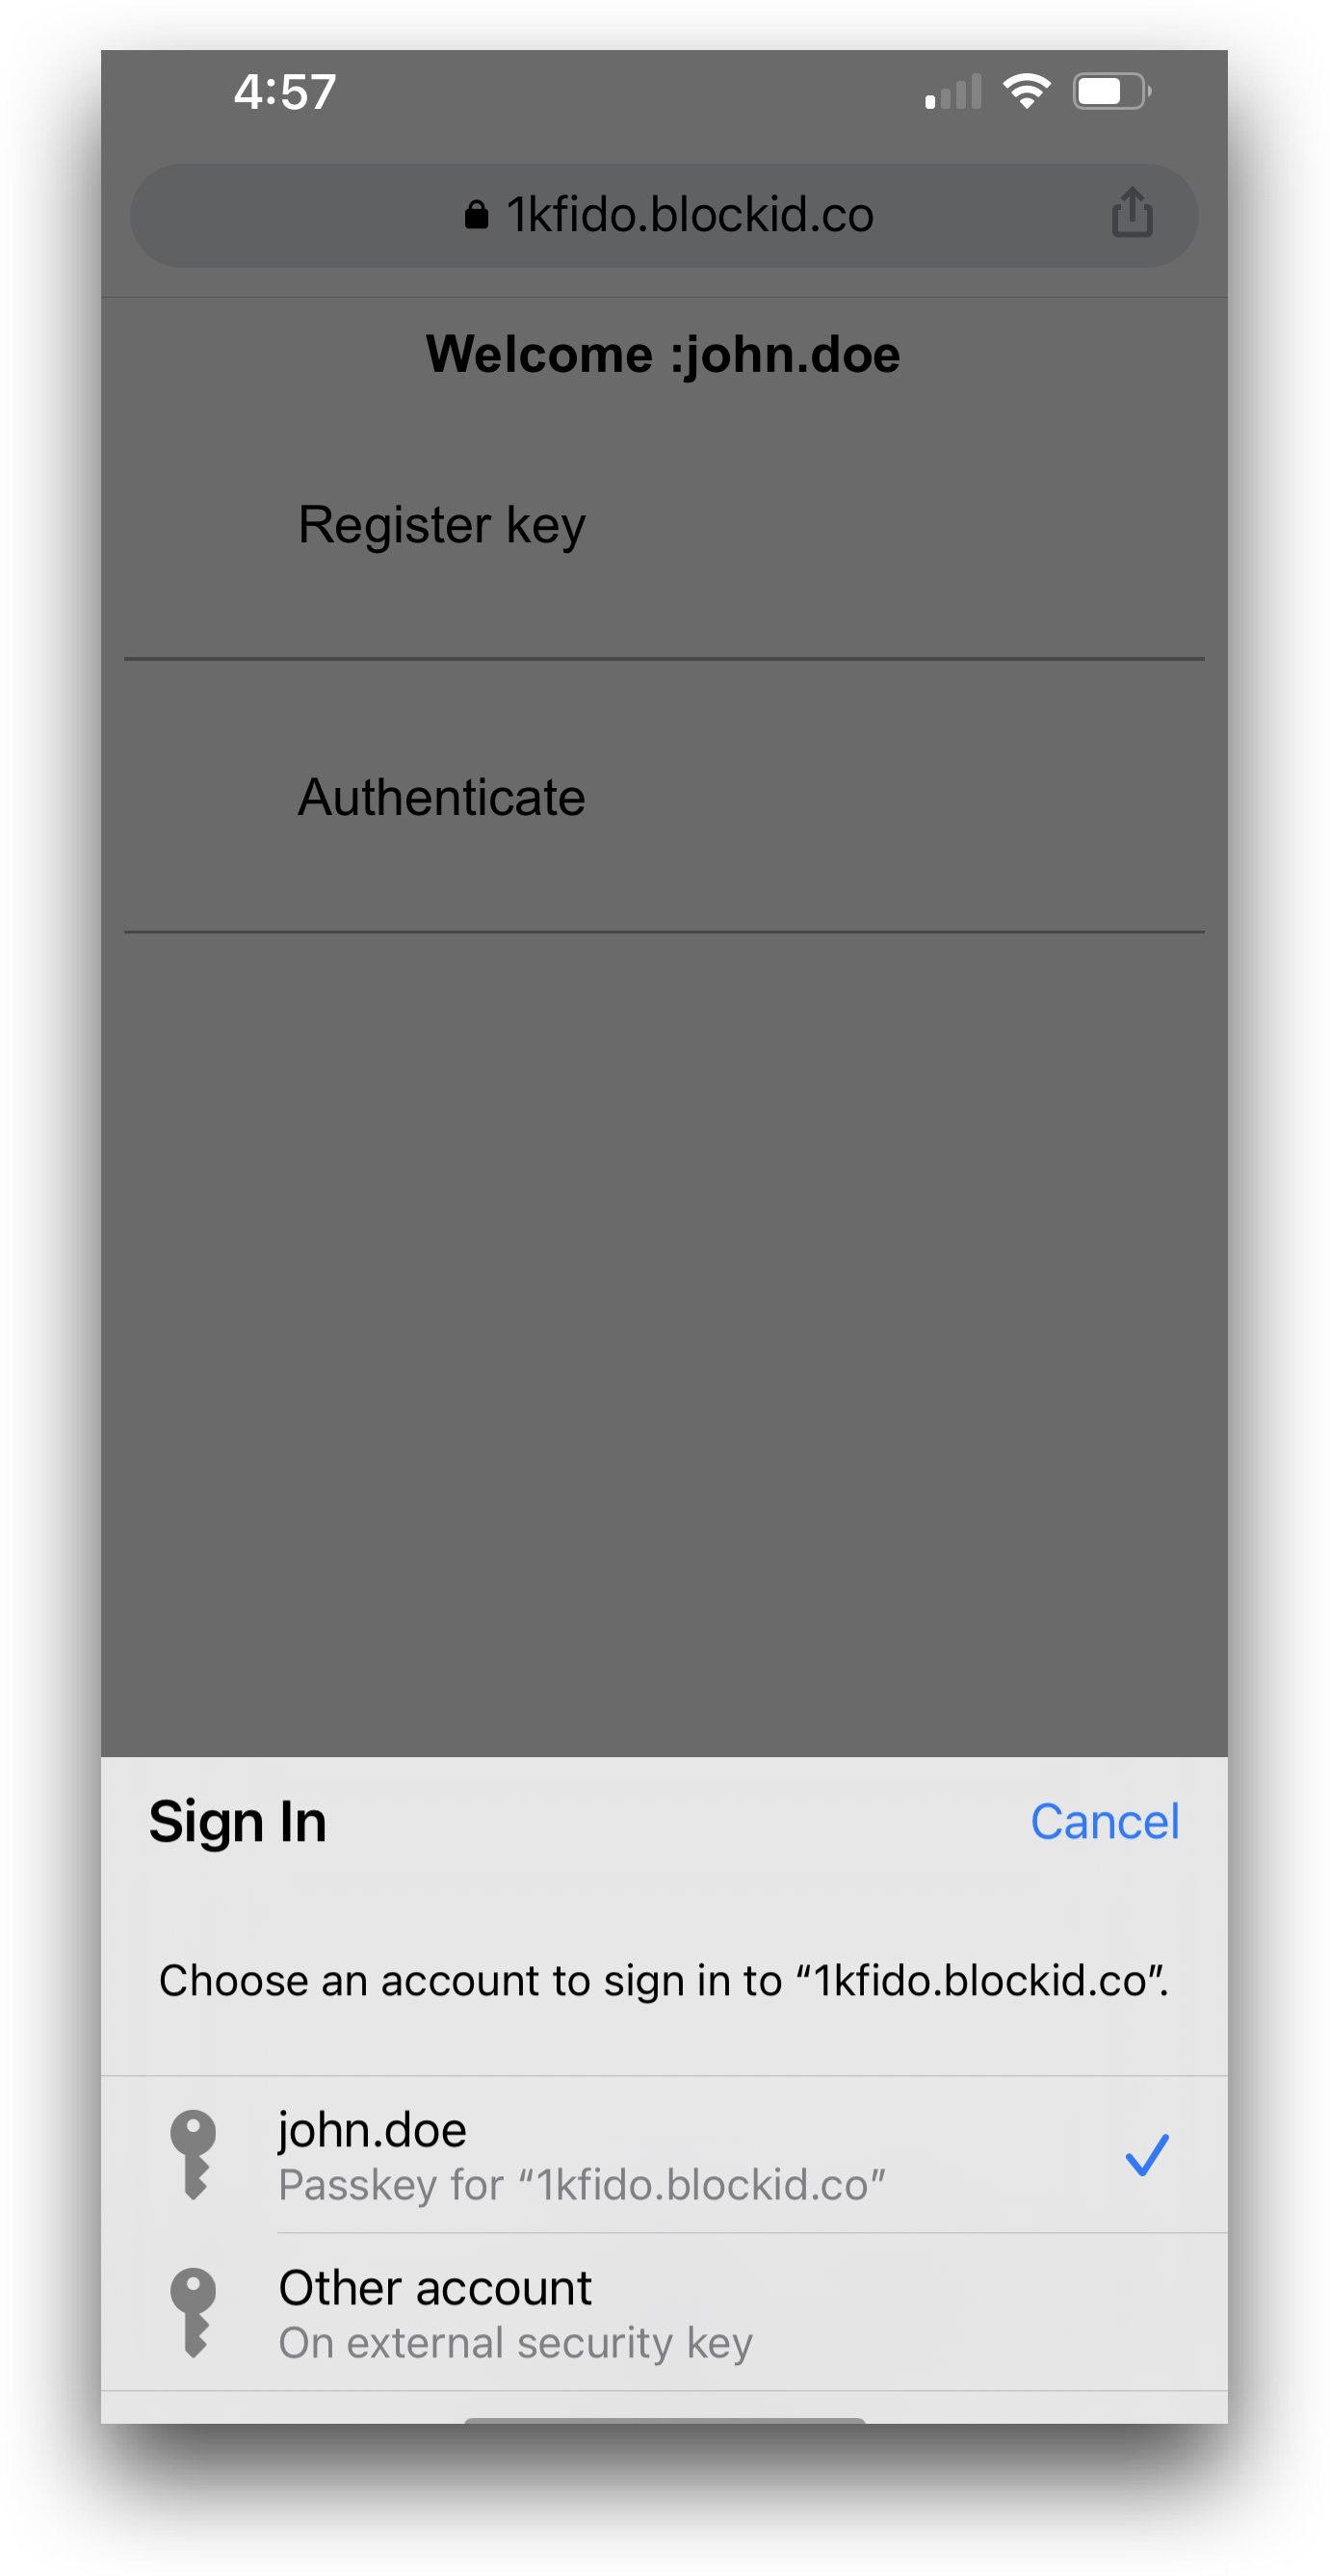 4:57
1kfido.blockid.co
Welcome :john.doe
Register key
Authenticate
Sign In
Cancel
Choose an account to sign in to “1kfido.blockid.co”.
john.doe
Passkey for “1kfido.blockid.co”
Other account
On external security key